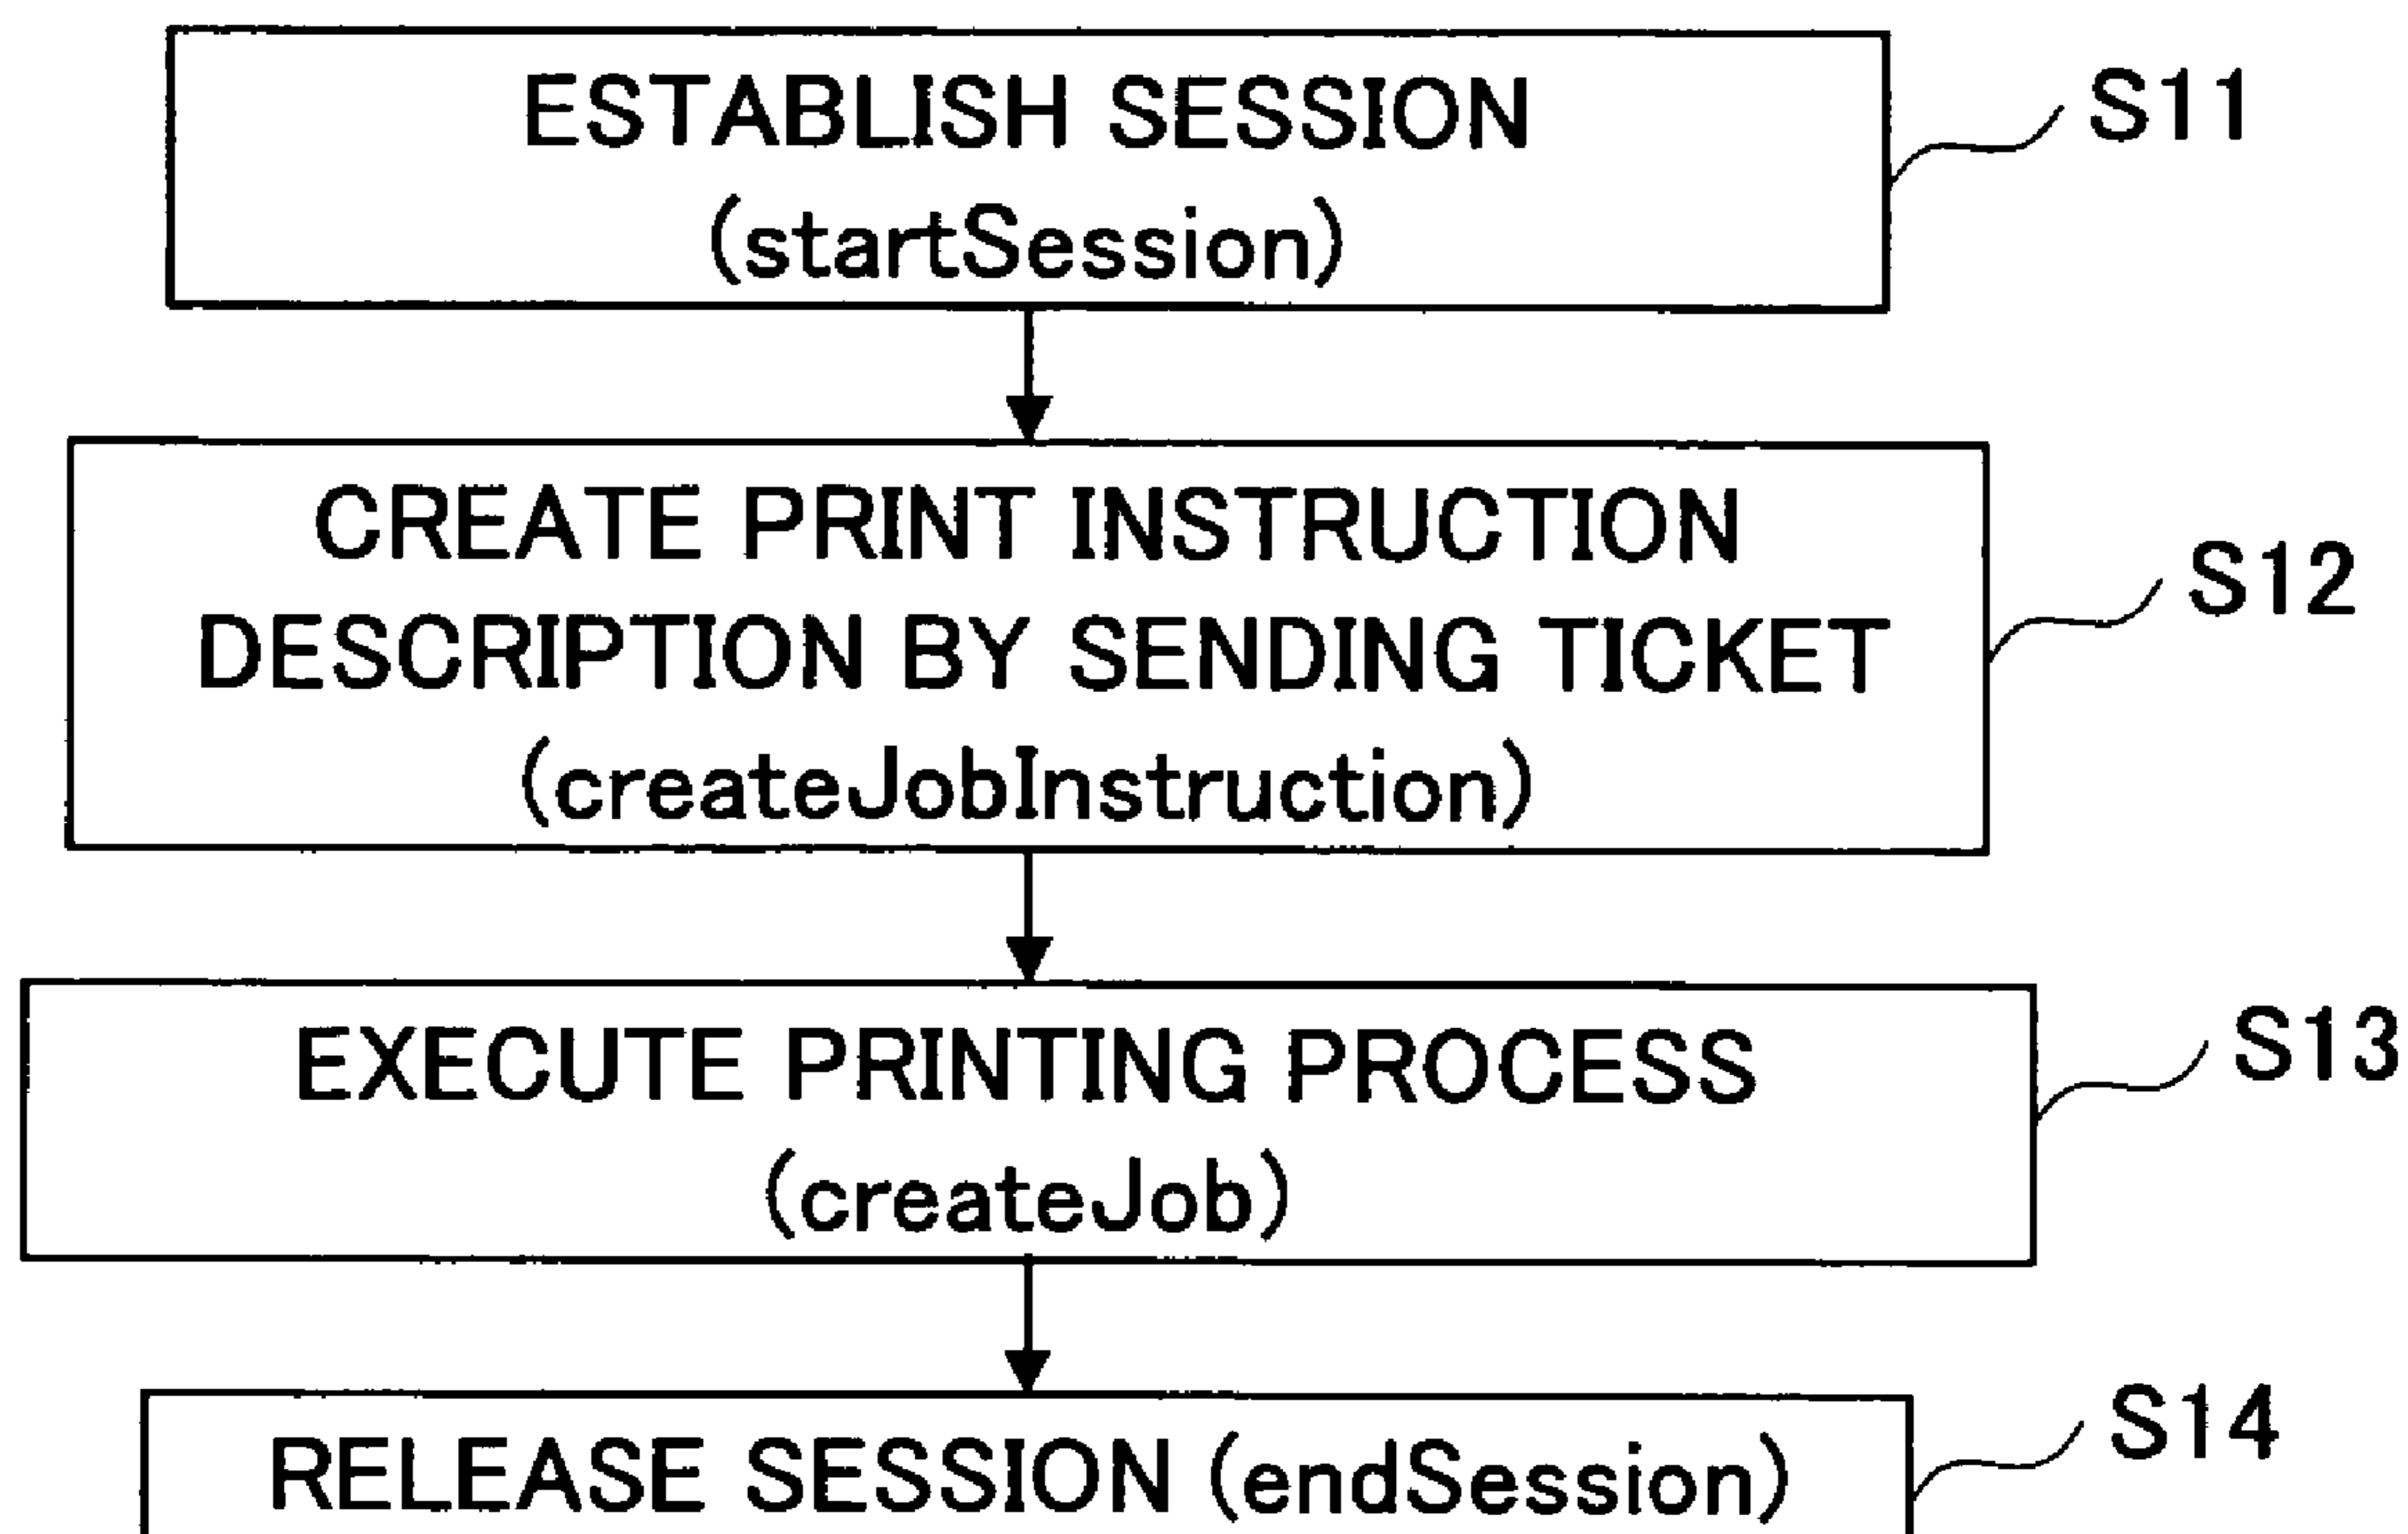 ESTABLISH SESSION
(startSession)
S11
CREATE PRINT INSTRUCTION
DESCRIPTION BY SENDING TICKET
(createJobInstruction)
S12
EXECUTE PRINTING PROCESS
(createJob)
S13
RELEASE SESSION (endSession)
S14